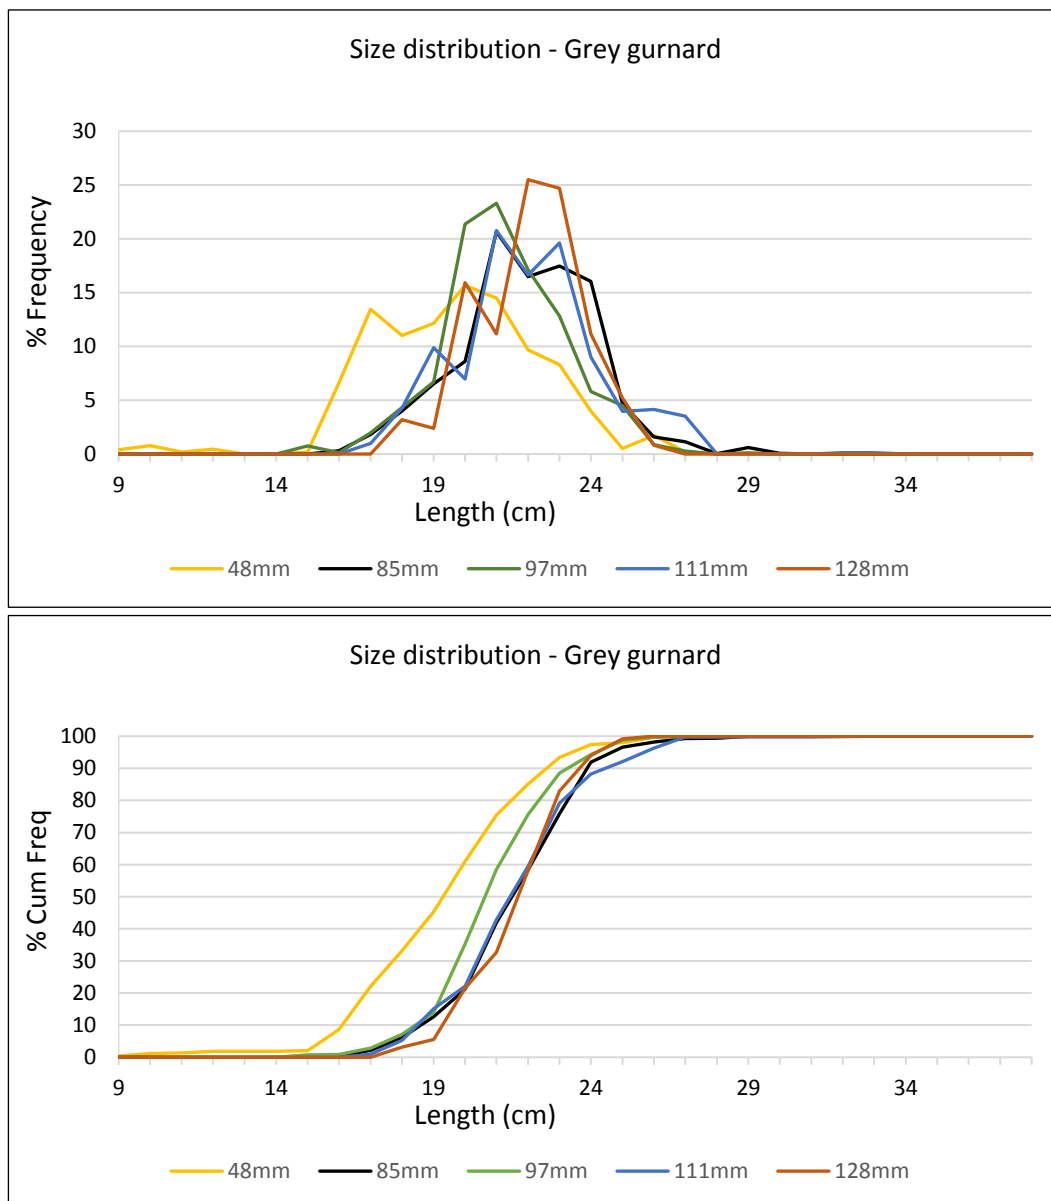 Size distribution - Grey gurnard
30
25
20
15
10
5
0
% Frequency
9 14 19 24 29 34
Length (cm)
48mm 85mm 97mm 111mm 128mm
Size distribution - Grey gurnard
100
90
80
70
60
50
40
30
20
10
0
% Cum Freq
9 14 19 24 29 34
Length (cm)
48mm 85mm 97mm 111mm 128mm